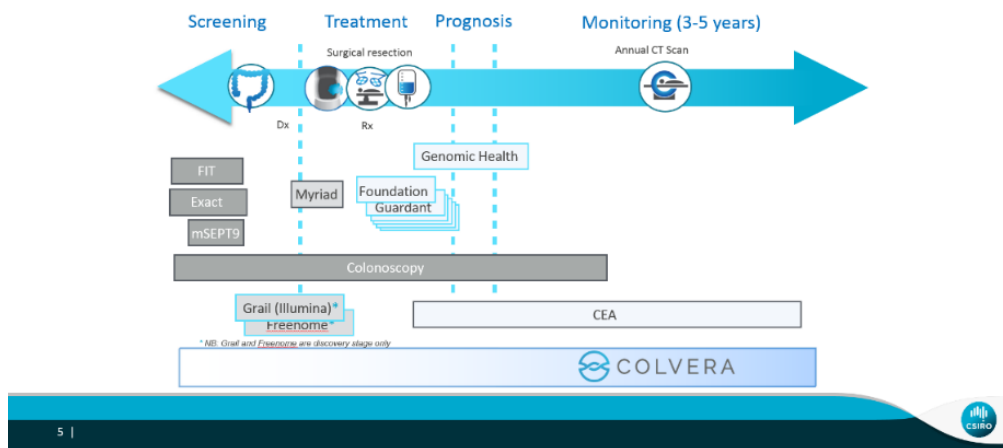 Screening
Treatment
Prognosis
Monitoring (3-5 years)
Surgical resection
Annual CT Scan
Dx
Rx
Genomic Health
FIT
Myriad
Foundation
Exact
Guardant
mSEPT9
Colonoscopy
Grail (Illumina)*
Freenome*
CEA
* NB. Grail and Freenome are discovery stage only
COLVERA
5 |
CSIRO